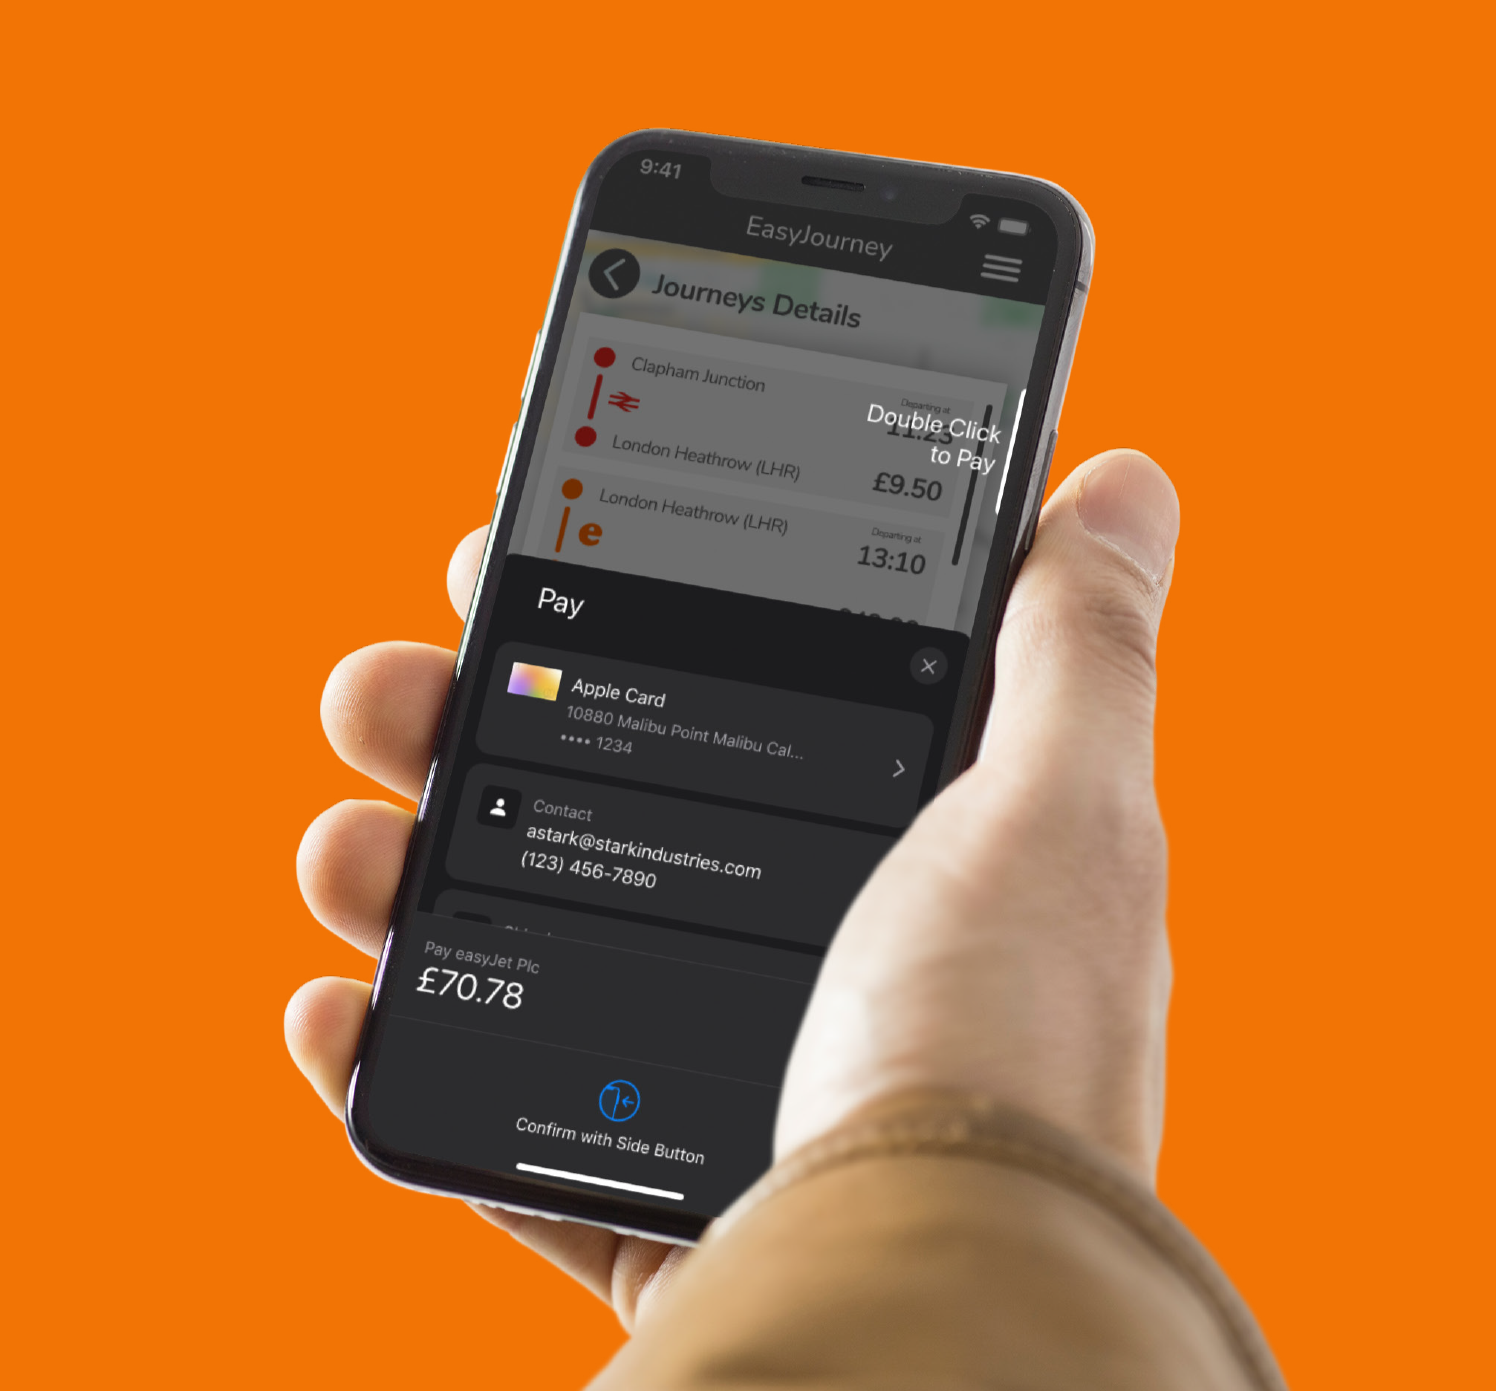 9:41
EasyJourney
Journeys Details
Clapham Junction
Departing at
11:23
Double Click
to Pay
London Heathrow (LHR)
£9.50
London Heathrow (LHR)
Departing at
13:10
e
Pay
Apple Card
10880 Malibu Point Malibu Cal...
•••• 1234
Contact
astark@starkindustries.com
(123) 456-7890
Pay easyJet Plc
£70.78
Confirm with Side Button